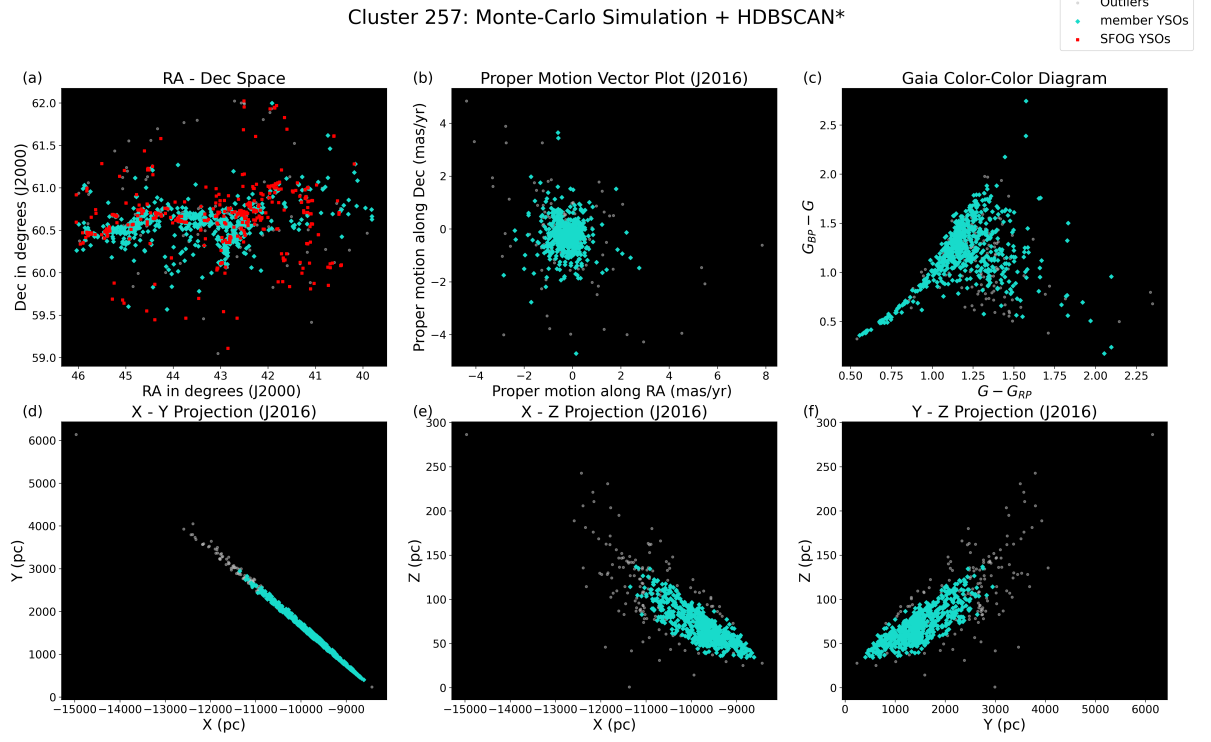 Cluster 257: Monte-Carlo Simulation + HDBSCAN*
Outliers
member YSOs
SFOG YSOs
(a)
RA - Dec Space
Dec in degrees (J2000)
62.0
61.5
61.0
60.5
60.0
59.5
59.0
46 45 44 43 42 41 40
RA in degrees (J2000)
(b)
Proper Motion Vector Plot (J2016)
Proper motion along Dec (mas/yr)
4
2
0
−2
−4
−4 −2 0 2 4 6 8
Proper motion along RA (mas/yr)
(c)
Gaia Color-Color Diagram
G_BP − G
2.5
2.0
1.5
1.0
0.5
0.50 0.75 1.00 1.25 1.50 1.75 2.00 2.25
G − G_RP
(d)
X - Y Projection (J2016)
Y (pc)
6000
5000
4000
3000
2000
1000
0
−15000 −14000 −13000 −12000 −11000 −10000 −9000
X (pc)
(e)
X - Z Projection (J2016)
Z (pc)
300
250
200
150
100
50
0
−15000 −14000 −13000 −12000 −11000 −10000 −9000
X (pc)
(f)
Y - Z Projection (J2016)
Z (pc)
300
250
200
150
100
50
0
0 1000 2000 3000 4000 5000 6000
Y (pc)